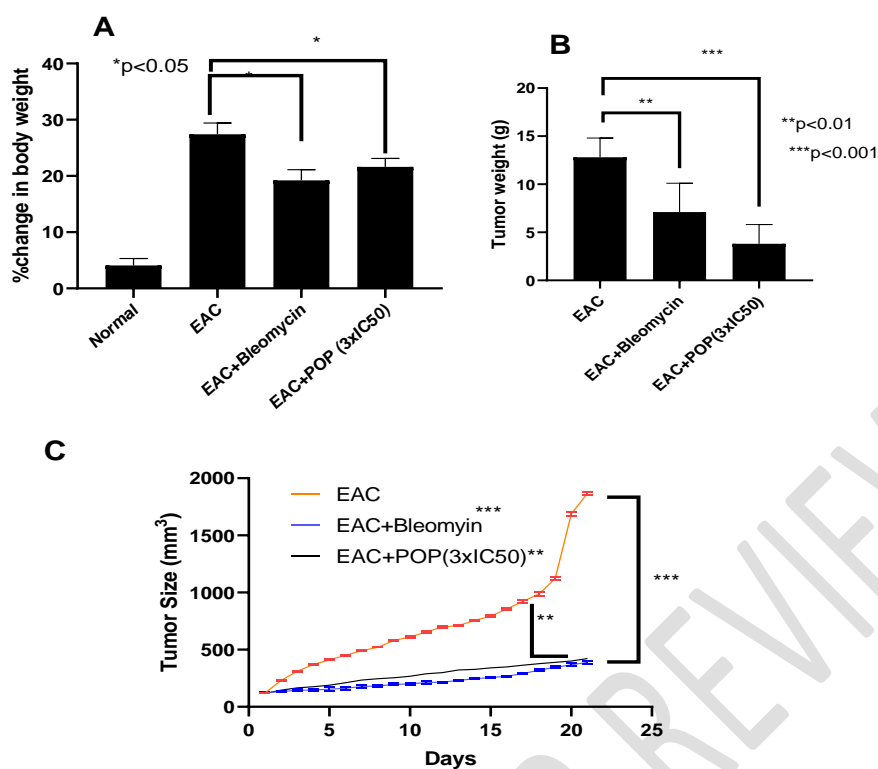 A
*
*p<0.05
*
40
30
20
10
0
%change in body weight
Normal
EAC
EAC+Bleomycin
EAC+POP (3xIC50)
B
***
**
**p<0.01
***p<0.001
20
15
10
5
0
Tumor weight (g)
EAC
EAC+Bleomycin
EAC+POP(3xIC50)
C
2000
1500
1000
500
0
Tumor Size (mm3)
EAC
EAC+Bleomyin***
EAC+POP(3xIC50)**
***
**
0 5 10 15 20 25
Days
REVIEW